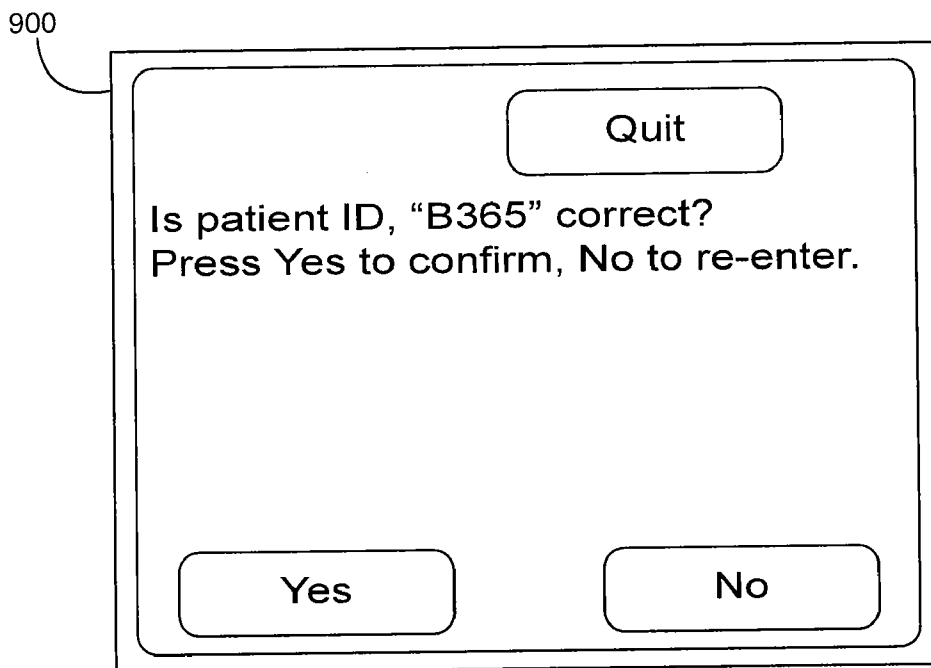 900
Quit
Is patient ID, “B365” correct?
Press Yes to confirm, No to re-enter.
Yes
No